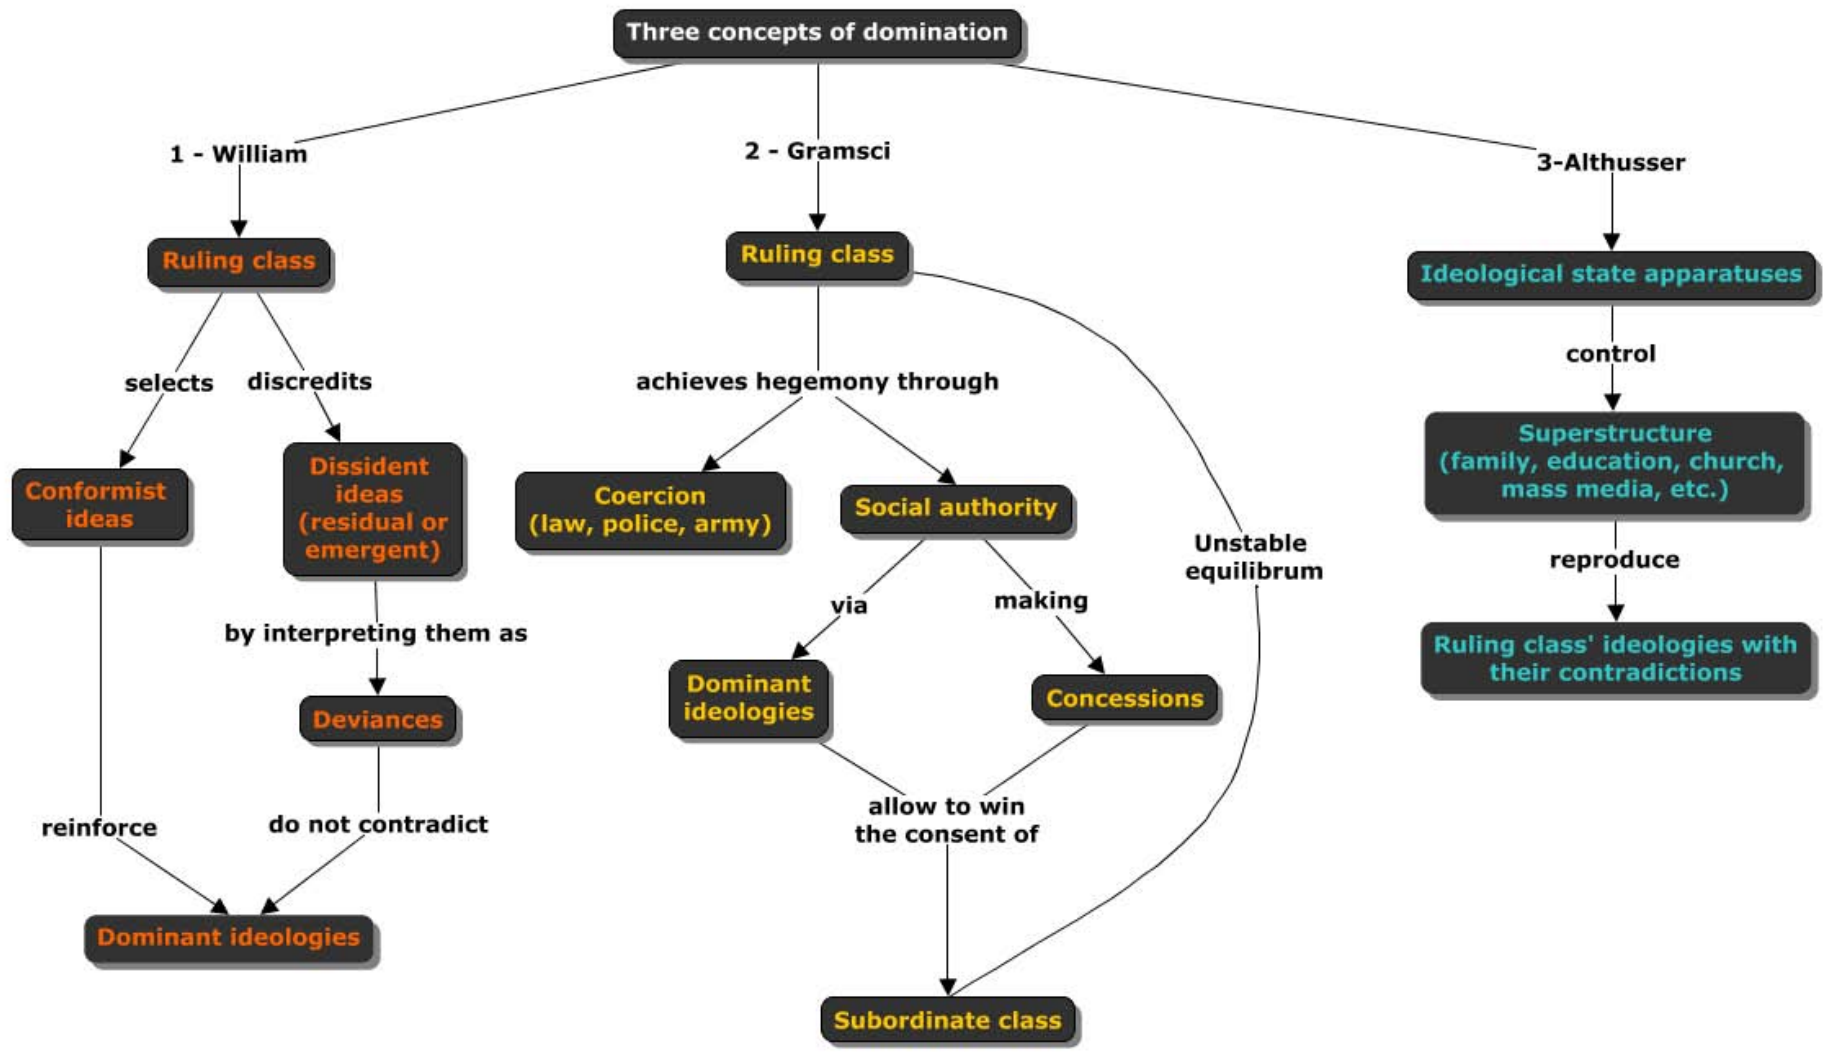 Three concepts of domination
1 - William
2 - Gramsci
3-Althusser
Ruling class
Ruling class
Ideological state apparatuses
selects
discredits
achieves hegemony through
control
Conformist
ideas
Dissident
ideas
(residual or
emergent)
Coercion
(law, police, army)
Social authority
Unstable
equilibrum
Superstructure
(family, education, church,
mass media, etc.)
by interpreting them as
via
making
reproduce
Deviances
Dominant
ideologies
Concessions
Ruling class' ideologies with
their contradictions
reinforce
do not contradict
allow to win
the consent of
Dominant ideologies
Subordinate class